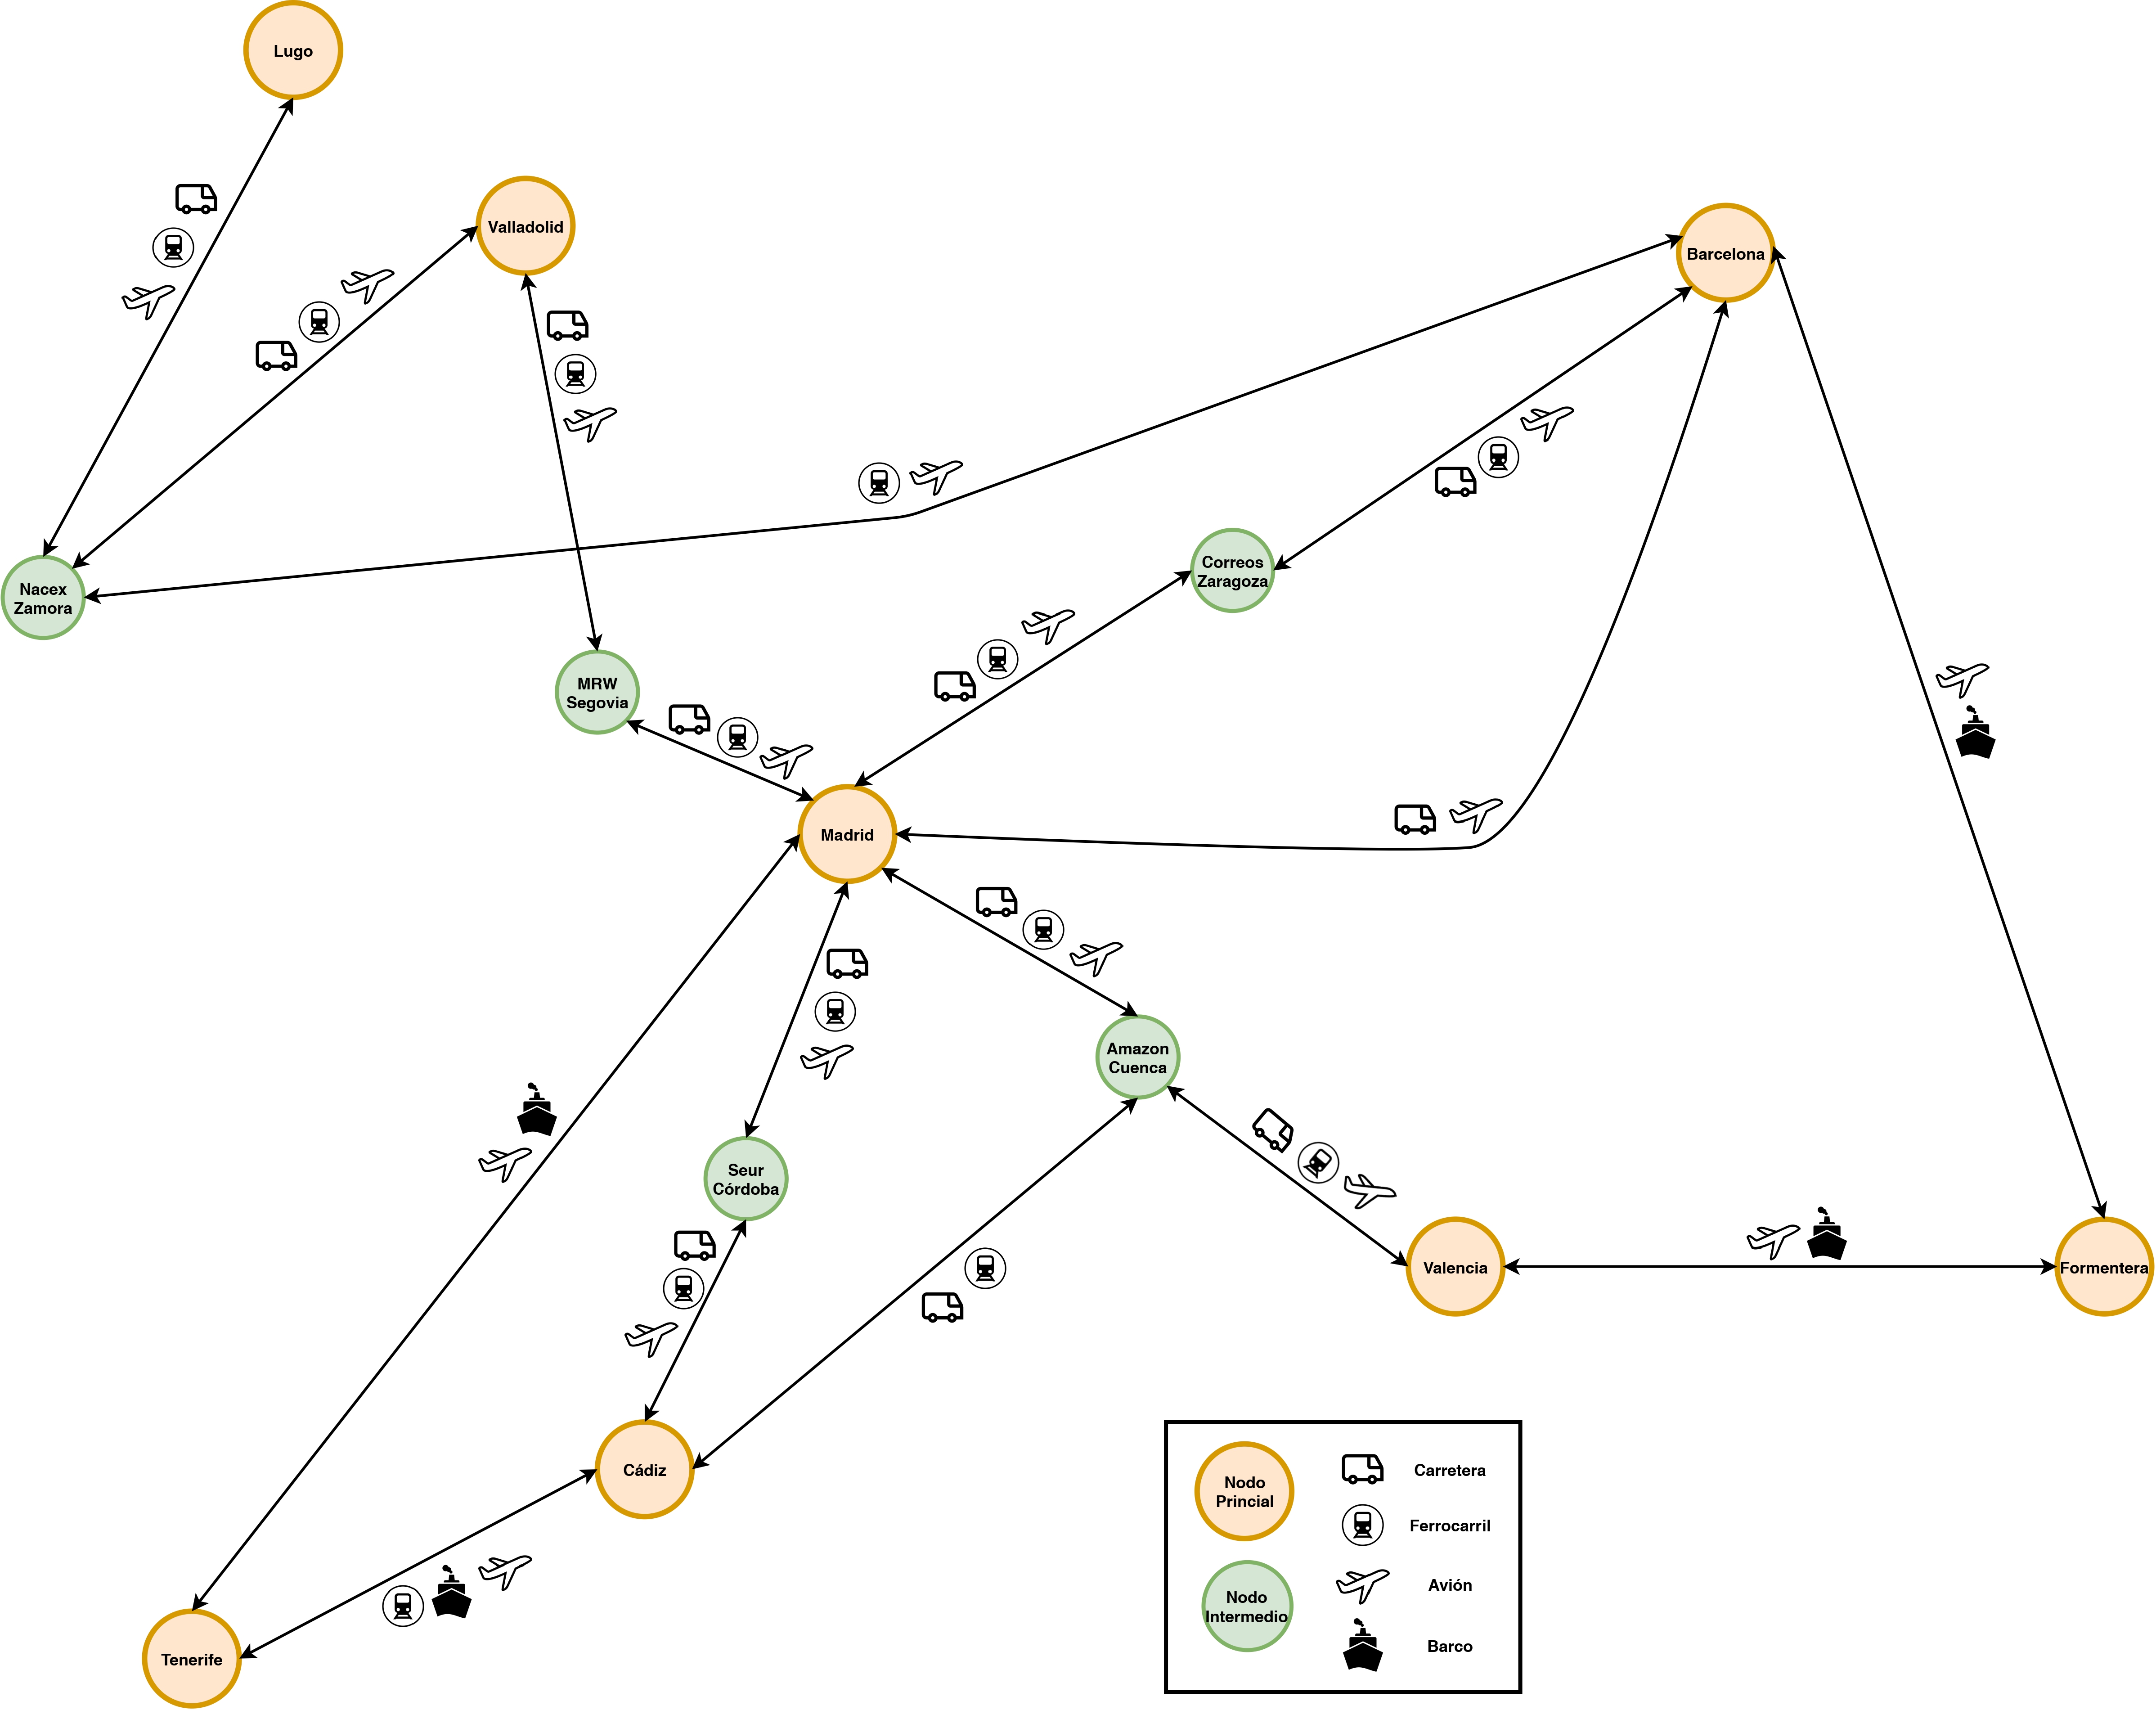 Lugo
Valladolid
Barcelona
Correos
Zaragoza
Nacex
Zamora
MRW
Segovia
Madrid
Amazon
Cuenca
Seur
Córdoba
Valencia
Formentera
Cádiz
Tenerife
Nodo
Princial
Carretera
Ferrocarril
Nodo
Intermedio
Avión
Barco